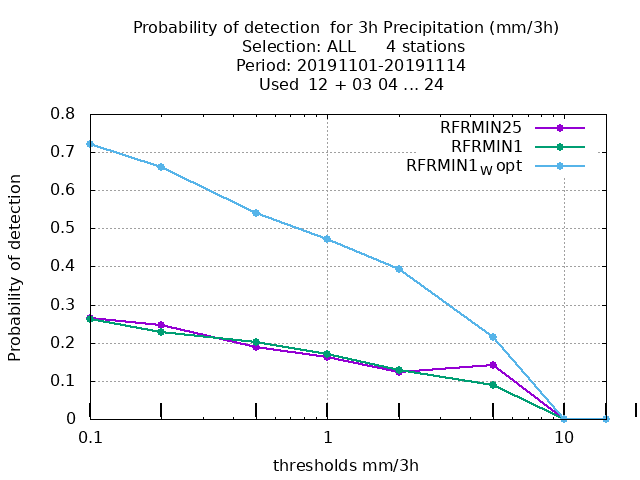 Probability of detection  for 3h Precipitation (mm/3h)
Selection: ALL      4 stations
Period: 20191101-20191114
Used  12 + 03 04 ... 24
RFRMIN25
RFRMIN1
RFRMIN1w opt
Probability of detection
0.8
0.7
0.6
0.5
0.4
0.3
0.2
0.1
0
0.1
1
10
thresholds mm/3h